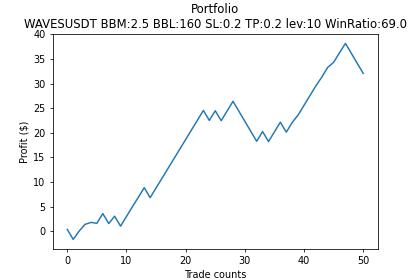 Portfolio
WAVESUSDT BBM:2.5 BBL:160 SL:0.2 TP:0.2 lev:10 WinRatio:69.0
40
35
30
25
20
15
10
5
0
Profit ($)
0 10 20 30 40 50
Trade counts